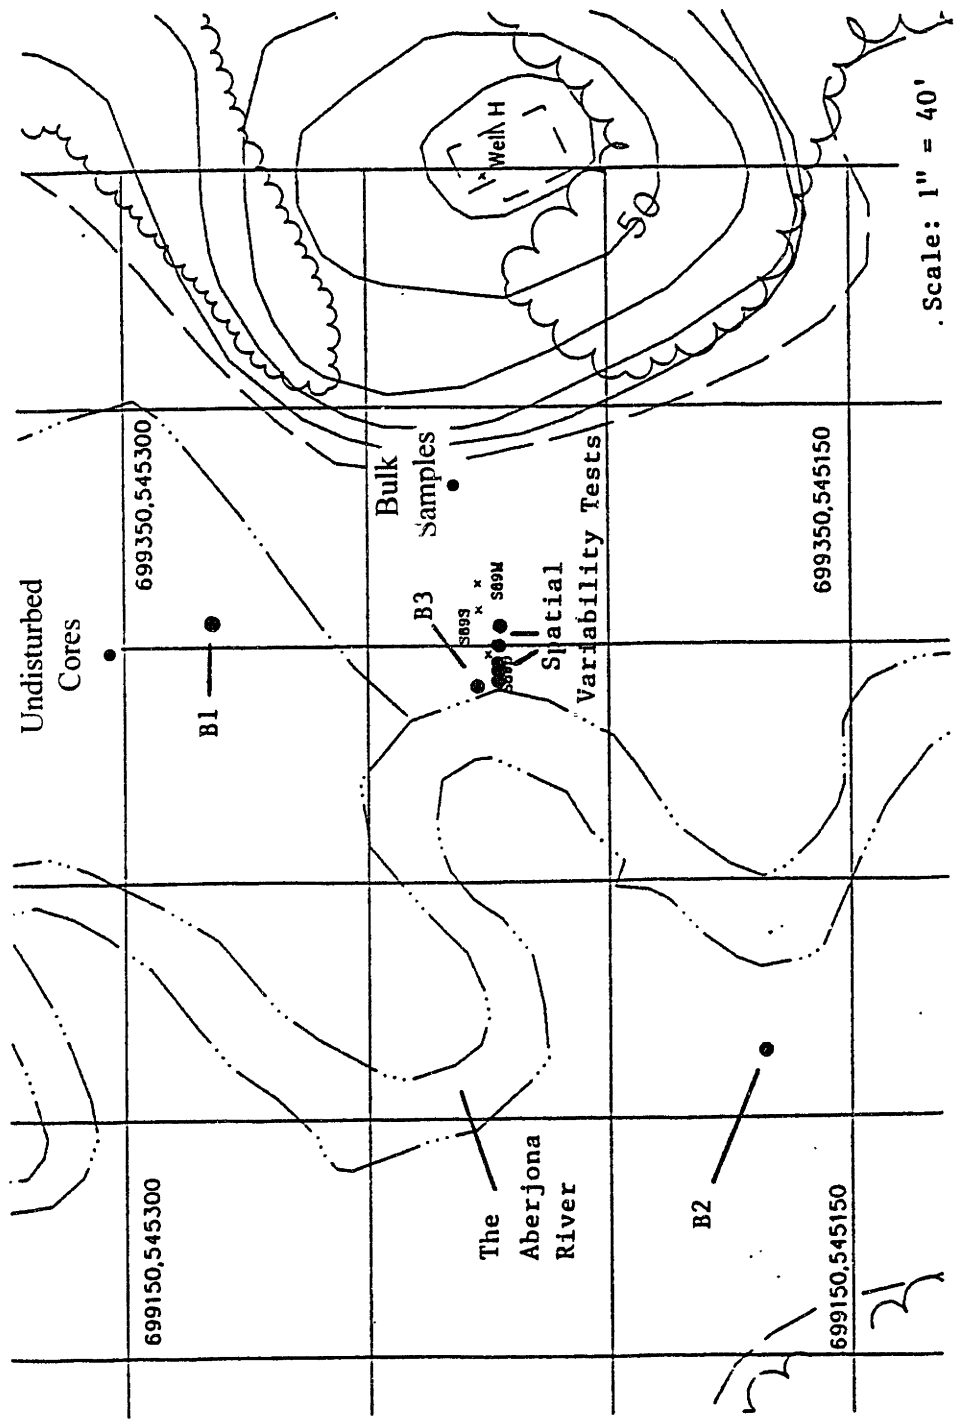 Undisturbed
Cores
699350,545300
B1
Bulk
Samples
B3
S89S
S89M
Spatial
Variability Tests
Well H
50
699350,545150
.Scale: 1" = 40'
699150,545300
The
Aberjona
River
B2
699150,545150